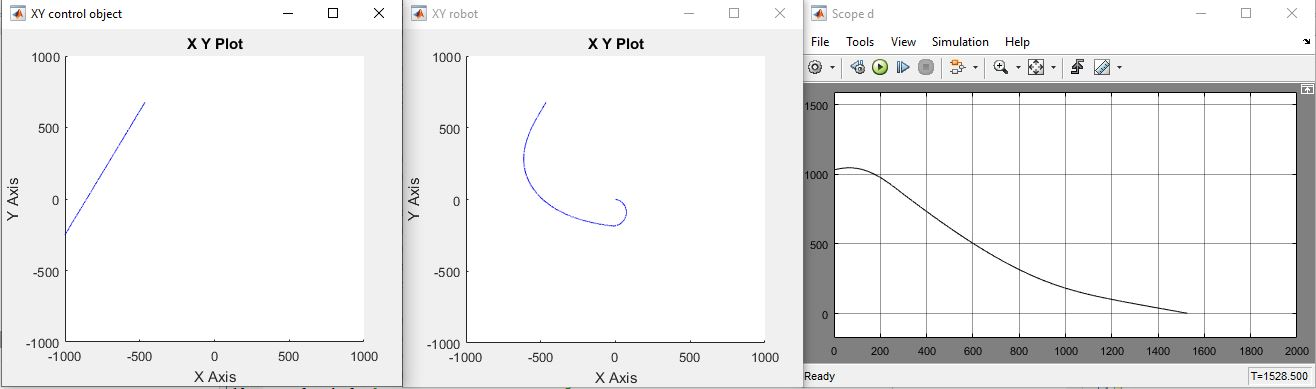 XY control object
X Y Plot
1000
500
0
-500
-1000
-1000 -500 0 500 1000
Y Axis
X Axis
XY robot
X Y Plot
1000
500
0
-500
-1000
-1000 -500 0 500 1000
Y Axis
X Axis
Scope d
File Tools View Simulation Help
1500
1000
500
0
0 200 400 600 800 1000 1200 1400 1600 1800 2000
Ready T=1528.500